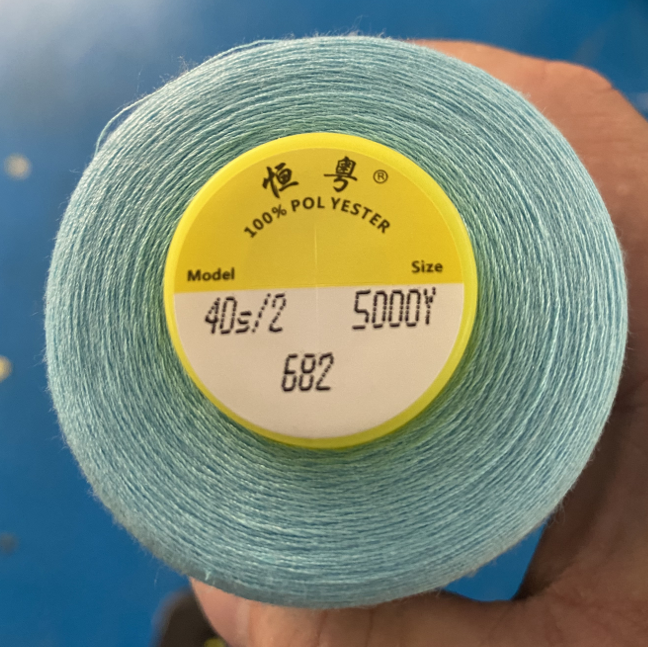 恒粤®
100% POLYESTER
Model Size
40s/2 5000Y
682